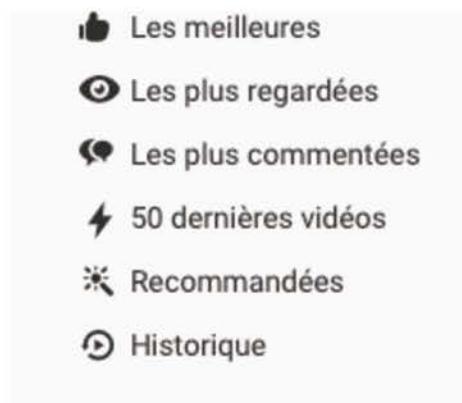 Les meilleures
Les plus regardées
Les plus commentées
50 dernières vidéos
Recommandées
Historique